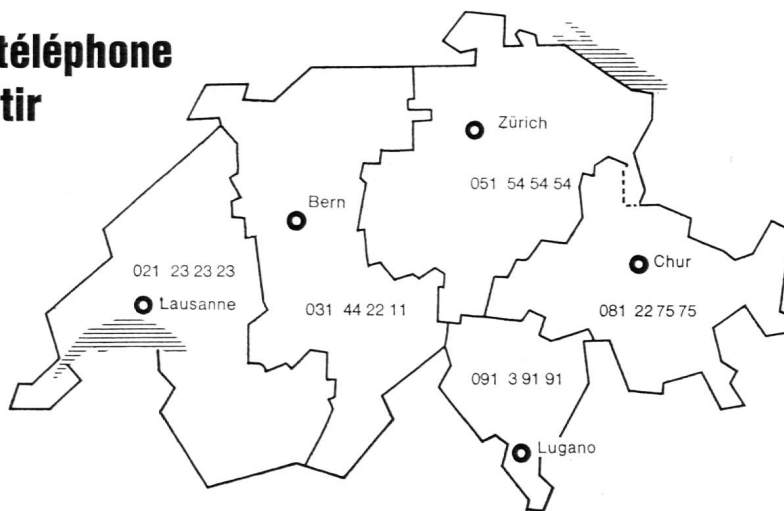 téléphone
tir
Zürich
051 54 54 54
Bern
Chur
021 23 23 23
Lausanne
031 44 22 11
081 22 75 75
091 3 91 91
Lugano